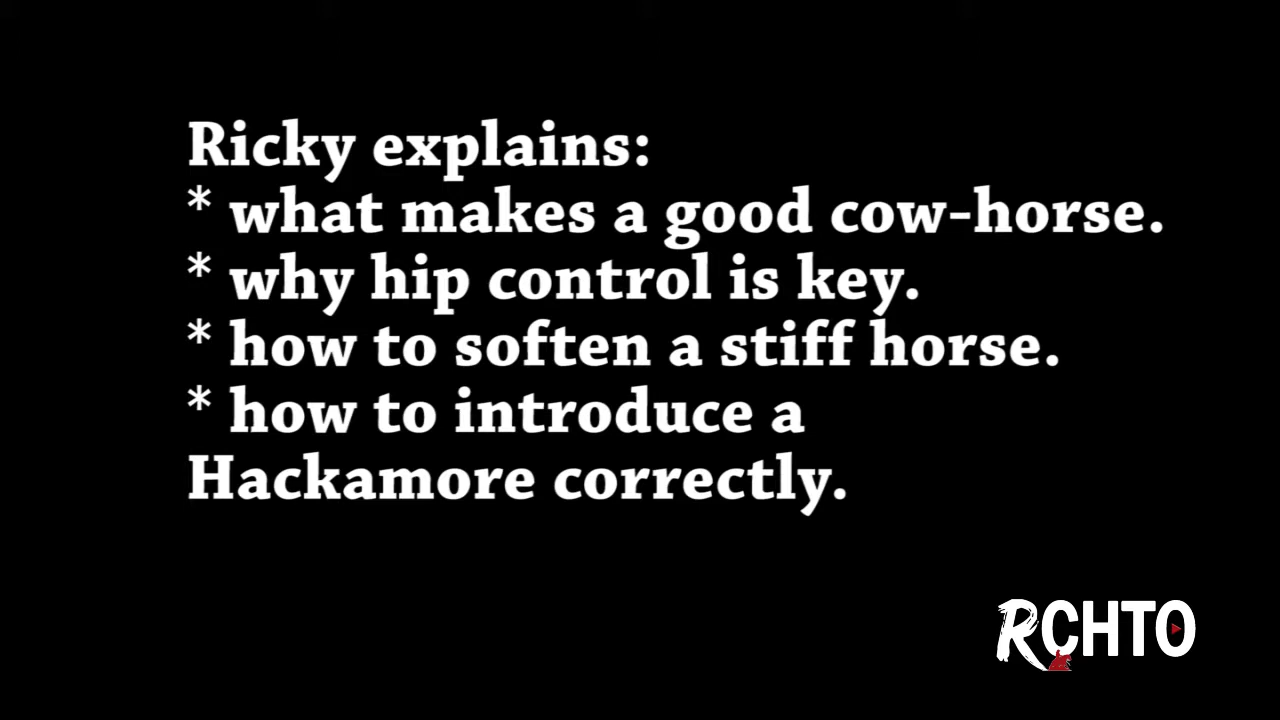 Ricky explains:
* what makes a good cow-horse.
* why hip control is key.
* how to soften a stiff horse.
* how to introduce a
Hackamore correctly.
RCHTO